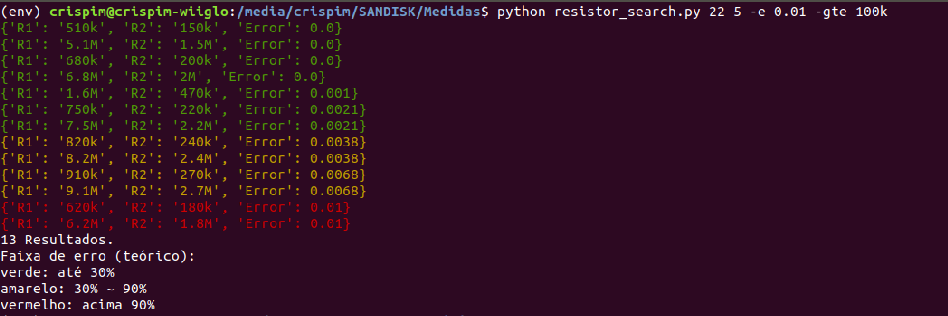 (env) crispim@crispim-wiiglo:/media/crispim/SANDISK/Medidas$ python resistor_search.py 22 5 -e 0.01 -gte 100k
{'R1': '510k', 'R2': '150k', 'Error': 0.0}
{'R1': '5.1M', 'R2': '1.5M', 'Error': 0.0}
{'R1': '680k', 'R2': '200k', 'Error': 0.0}
{'R1': '6.8M', 'R2': '2M', 'Error': 0.0}
{'R1': '1.6M', 'R2': '470k', 'Error': 0.001}
{'R1': '750k', 'R2': '220k', 'Error': 0.0021}
{'R1': '7.5M', 'R2': '2.2M', 'Error': 0.0021}
{'R1': '820k', 'R2': '240k', 'Error': 0.0038}
{'R1': '8.2M', 'R2': '2.4M', 'Error': 0.0038}
{'R1': '910k', 'R2': '270k', 'Error': 0.0068}
{'R1': '9.1M', 'R2': '2.7M', 'Error': 0.0068}
{'R1': '620k', 'R2': '180k', 'Error': 0.01}
{'R1': '6.2M', 'R2': '1.8M', 'Error': 0.01}
13 Resultados.
Faixa de erro (teórico):
verde: até 30%
amarelo: 30% ~ 90%
vermelho: acima 90%